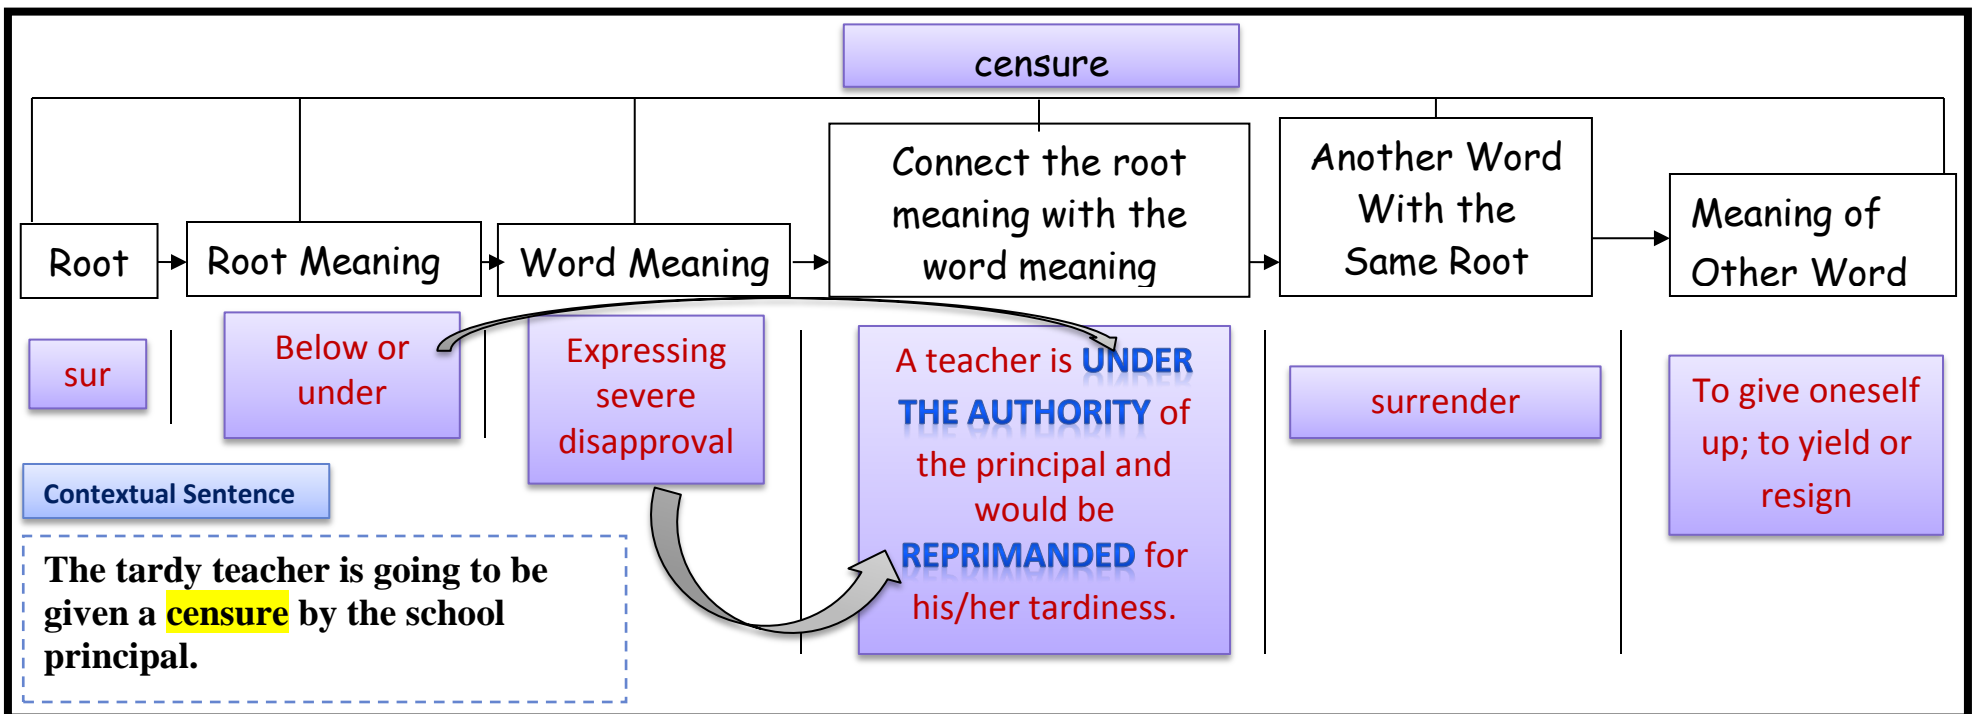 censure
Root
Root Meaning
Word Meaning
Connect the root
meaning with the
word meaning
Another Word
With the
Same Root
Meaning of
Other Word
sur
Below or
under
Expressing
severe
disapproval
A teacher is UNDER
THE AUTHORITY of
the principal and
would be
REPRIMANDED for
his/her tardiness.
surrender
To give oneself
up; to yield or
resign
Contextual Sentence
The tardy teacher is going to be
given a censure by the school
principal.